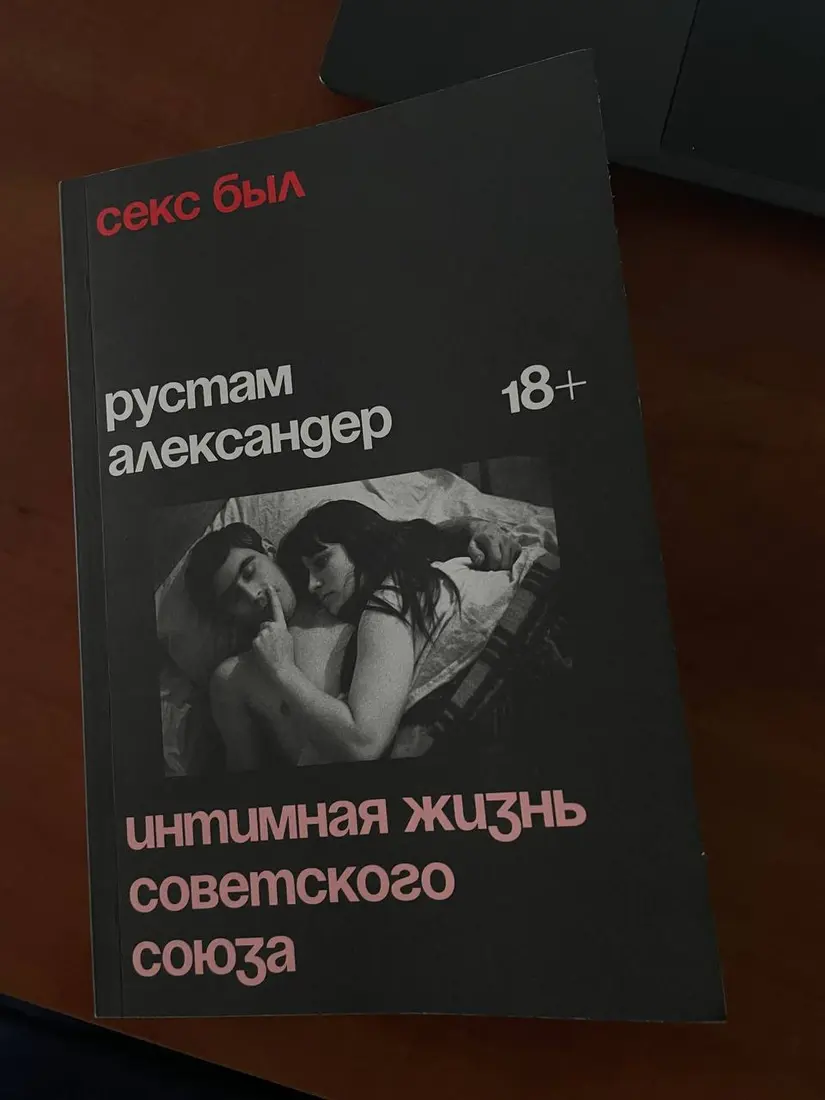 секс был
рустам
александер
18+
интимная жизнь
советского
союза